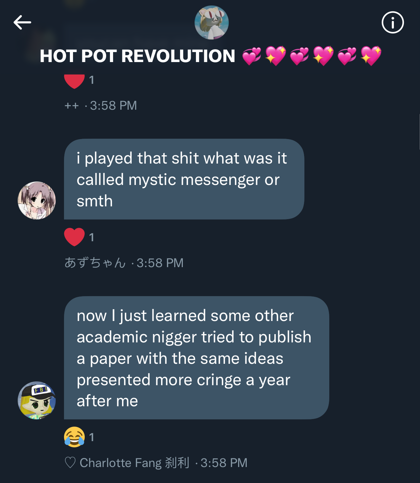 HOT POT REVOLUTION 💞💖💞💖💞💖
1
++ · 3:58 PM
i played that shit what was it
callled mystic messenger or
smth
1
あずちゃん · 3:58 PM
now I just learned some other
academic nigger tried to publish
a paper with the same ideas
presented more cringe a year
after me
1
♡ Charlotte Fang 刹利 · 3:58 PM